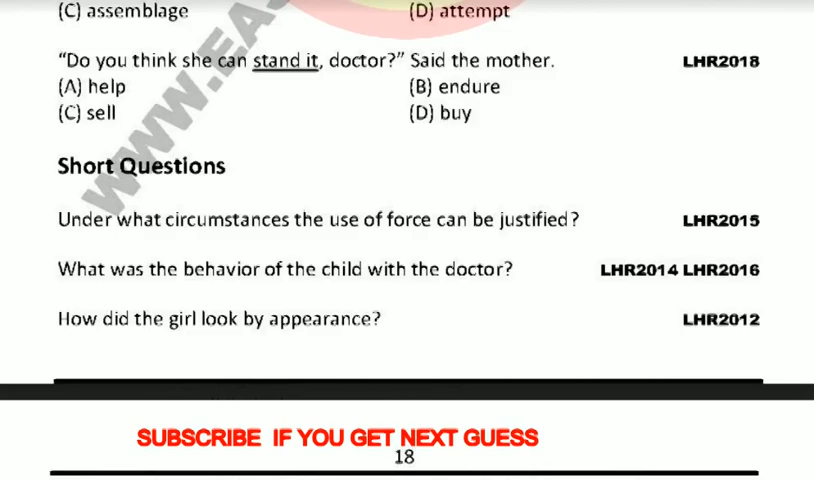 (C) assemblage (D) attempt
“Do you think she can stand it, doctor?” Said the mother. LHR2018
(A) help (B) endure
(C) sell (D) buy
Short Questions
Under what circumstances the use of force can be justified? LHR2015
What was the behavior of the child with the doctor? LHR2014 LHR2016
How did the girl look by appearance? LHR2012
SUBSCRIBE IF YOU GET NEXT GUESS
18
WWW.EAS